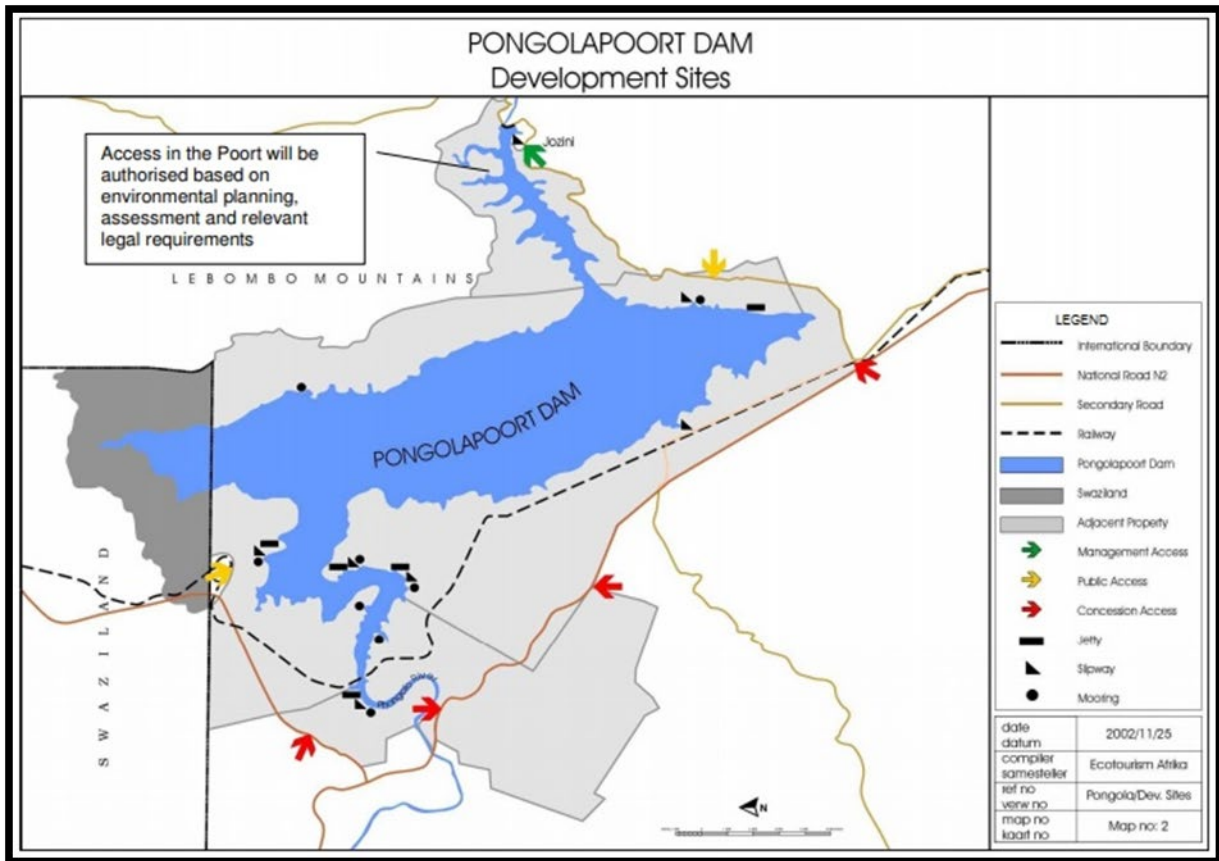 PONGOLAPOORT DAM
Development Sites
Access in the Poort will be
authorised based on
environmental planning,
assessment and relevant
legal requirements
Jozini
LEBOMBO MOUNTAINS
PONGOLAPOORT DAM
SWAZILAND
N
LEGEND
International Boundary
National Road N2
Secondary Road
Railway
Pongolapoort Dam
Swaziland
Adjacent Property
Management Access
Public Access
Concession Access
Jetty
Slipway
Mooring
date
datum
2002/11/25
compiler
samesteller
Ecotourism Afrika
ref no
verw no
Pongola/Dev. Sites
map no
kaart no
Map no: 2